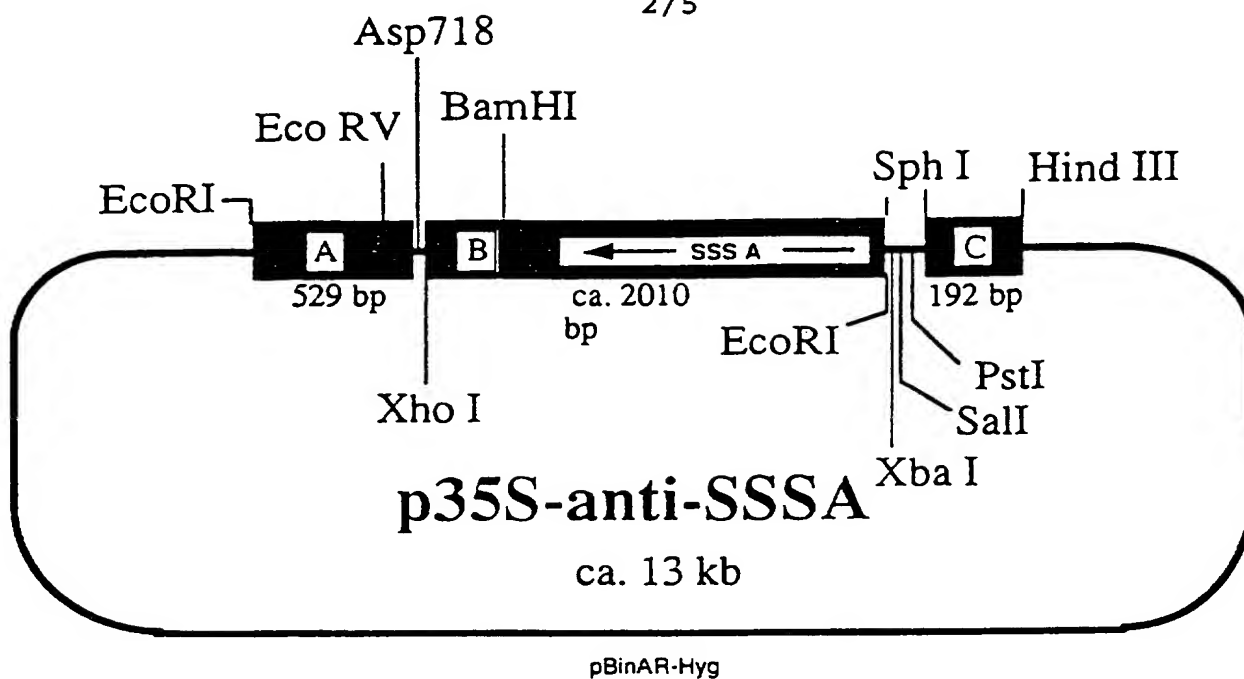 2/5
Asp718
BamHI
Eco RV
Sph I
Hind III
EcoRI
A
B
SSS A
C
529 bp
ca. 2010
bp
192 bp
EcoRI
PstI
Xho I
SalI
Xba I
p35S-anti-SSSA
ca. 13 kb
pBinAR-Hyg